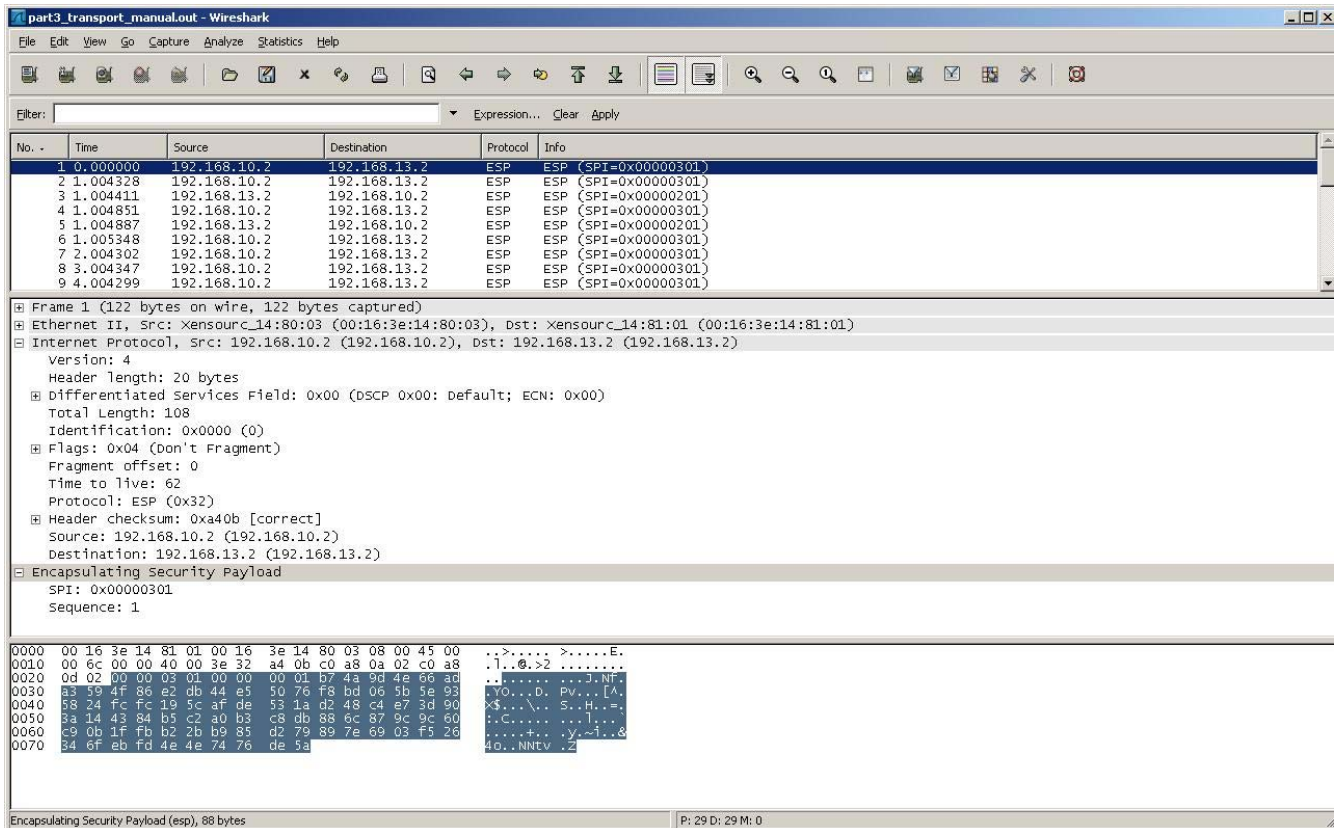 part3_transport_manual.out - Wireshark
File Edit View Go Capture Analyze Statistics Help
Filter: Expression... Clear Apply
No. - Time Source Destination Protocol Info
1 0.000000 192.168.10.2 192.168.13.2 ESP ESP (SPI=0x00000301)
2 1.004328 192.168.10.2 192.168.13.2 ESP ESP (SPI=0x00000301)
3 1.004411 192.168.13.2 192.168.10.2 ESP ESP (SPI=0x00000201)
4 1.004851 192.168.10.2 192.168.13.2 ESP ESP (SPI=0x00000301)
5 1.004887 192.168.13.2 192.168.10.2 ESP ESP (SPI=0x00000201)
6 1.005348 192.168.10.2 192.168.13.2 ESP ESP (SPI=0x00000301)
7 2.004302 192.168.10.2 192.168.13.2 ESP ESP (SPI=0x00000301)
8 3.004347 192.168.10.2 192.168.13.2 ESP ESP (SPI=0x00000301)
9 4.004299 192.168.10.2 192.168.13.2 ESP ESP (SPI=0x00000301)
Frame 1 (122 bytes on wire, 122 bytes captured)
Ethernet II, Src: Xensourc_14:80:03 (00:16:3e:14:80:03), Dst: Xensourc_14:81:01 (00:16:3e:14:81:01)
Internet Protocol, Src: 192.168.10.2 (192.168.10.2), Dst: 192.168.13.2 (192.168.13.2)
Version: 4
Header length: 20 bytes
Differentiated Services Field: 0x00 (DSCP 0x00: Default; ECN: 0x00)
Total Length: 108
Identification: 0x0000 (0)
Flags: 0x04 (Don't Fragment)
Fragment offset: 0
Time to live: 62
Protocol: ESP (0x32)
Header checksum: 0xa40b [correct]
Source: 192.168.10.2 (192.168.10.2)
Destination: 192.168.13.2 (192.168.13.2)
Encapsulating Security Payload
SPI: 0x00000301
Sequence: 1
0000 00 16 3e 14 81 01 00 16 3e 14 80 03 08 00 45 00 ..>..... >.....E.
0010 00 6c 00 00 40 00 3e 32 a4 0b c0 a8 0a 02 c0 a8 .l..@.>2 ........
0020 0d 02 00 00 03 01 00 00 00 01 b7 4a 9d 4e 66 ad ........ ...J.Nf.
0030 a3 59 4f 86 e2 db 44 e5 50 76 f8 bd 06 5b 5e 93 .YO...D. Pv...[^.
0040 58 24 fc fc 19 5c af de 53 1a d2 48 c4 e7 3d 90 X$...\.. S..H..=.
0050 3a 14 43 84 b5 c2 a0 b3 c8 db 88 6c 87 9c 9c 60 :.C..... ...l...`
0060 c9 0b 1f fb b2 2b b9 85 d2 79 89 7e 69 03 f5 26 .....+.. .y.~i..&
0070 34 6f eb fd 4e 4e 74 76 de 5a 4o..NNtv .Z
Encapsulating Security Payload (esp), 88 bytes P: 29 D: 29 M: 0